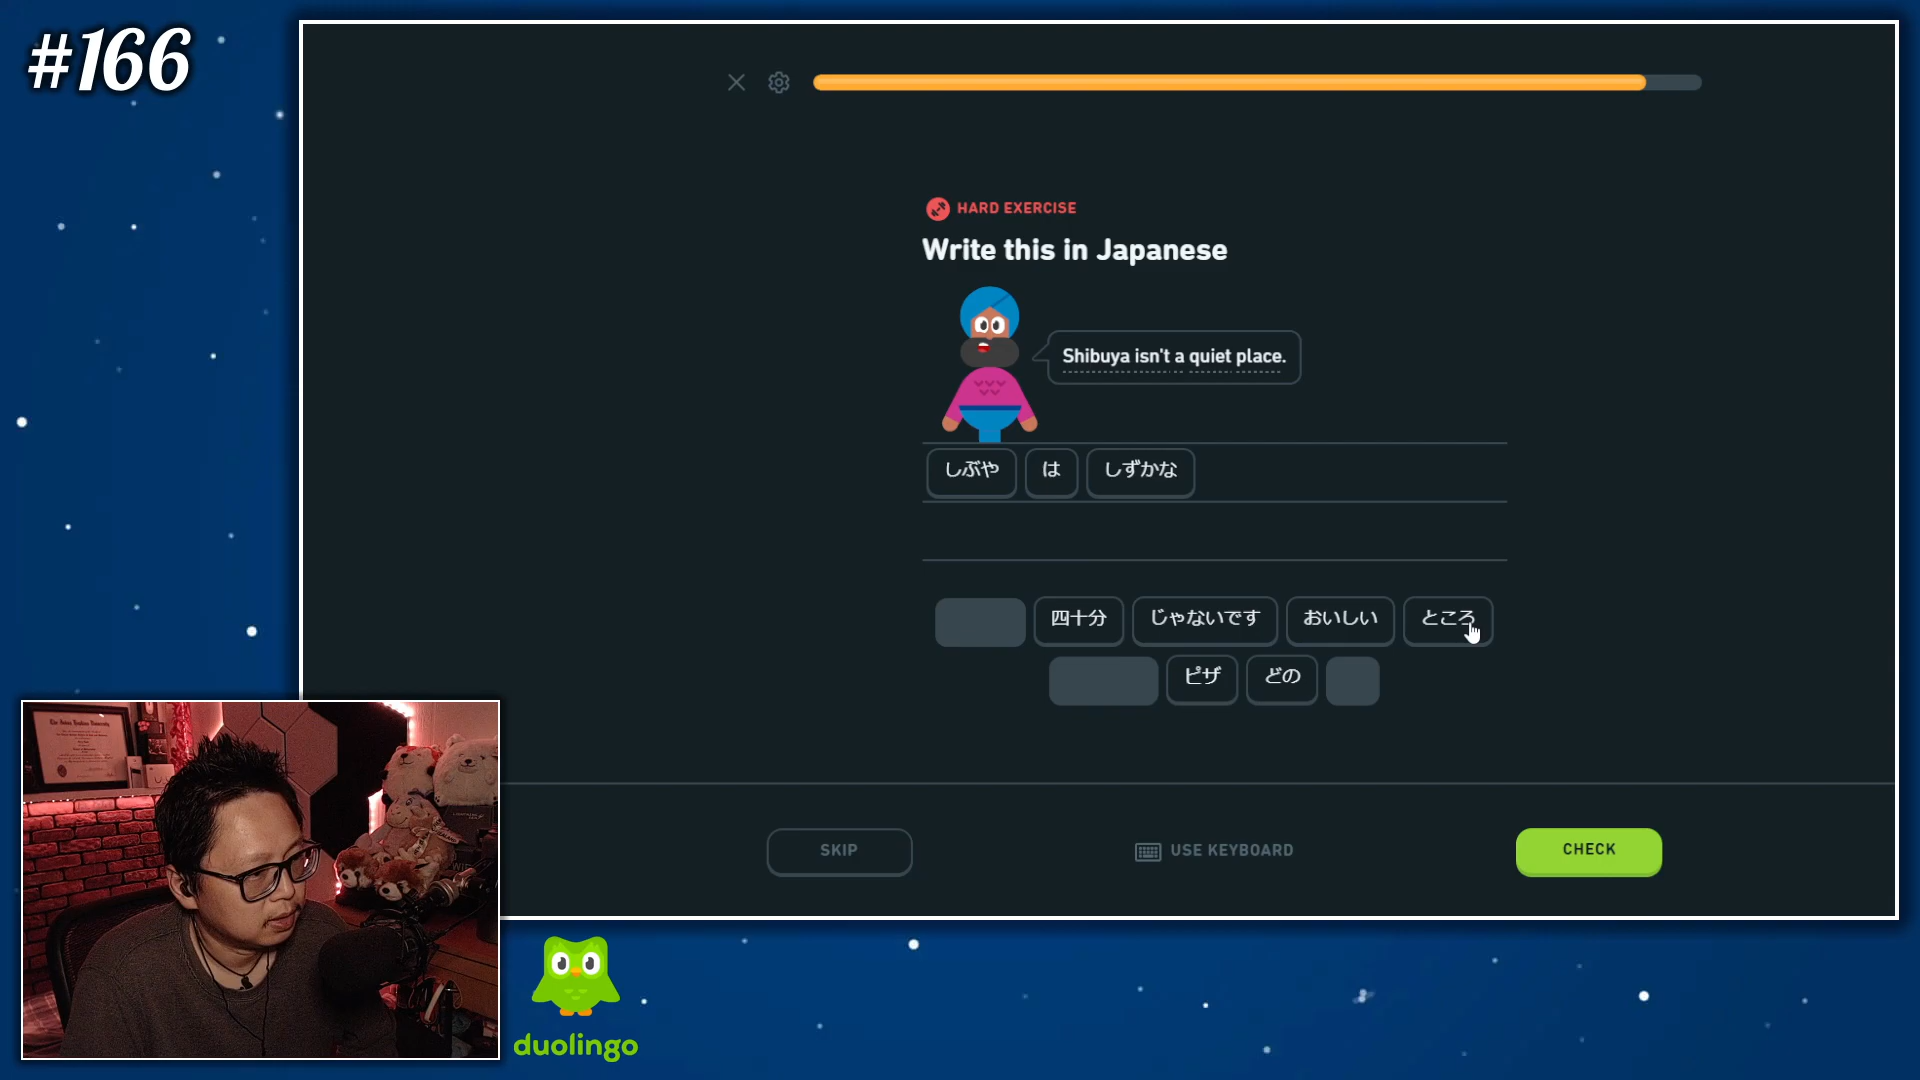 #166
HARD EXERCISE
Write this in Japanese
Shibuya isn't a quiet place.
しぶや は しずかな
四十分 じゃないです おいしい ところ
ピザ どの
SKIP
USE KEYBOARD
CHECK
duolingo